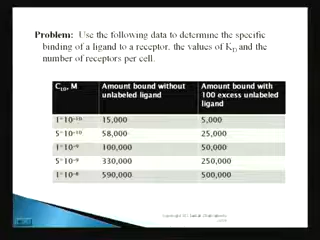 Problem: Use the following data to determine the specific
binding of a ligand to a receptor. the values of KD and the
number of receptors per cell.
C10, M Amount bound without unlabeled ligand Amount bound with 100 excess unlabeled ligand
1*10-10 15,000 5,000
5*10-10 58,000 25,000
1*10-9 100,000 50,000
5*10-9 330,000 250,000
1*10-8 590,000 500,000